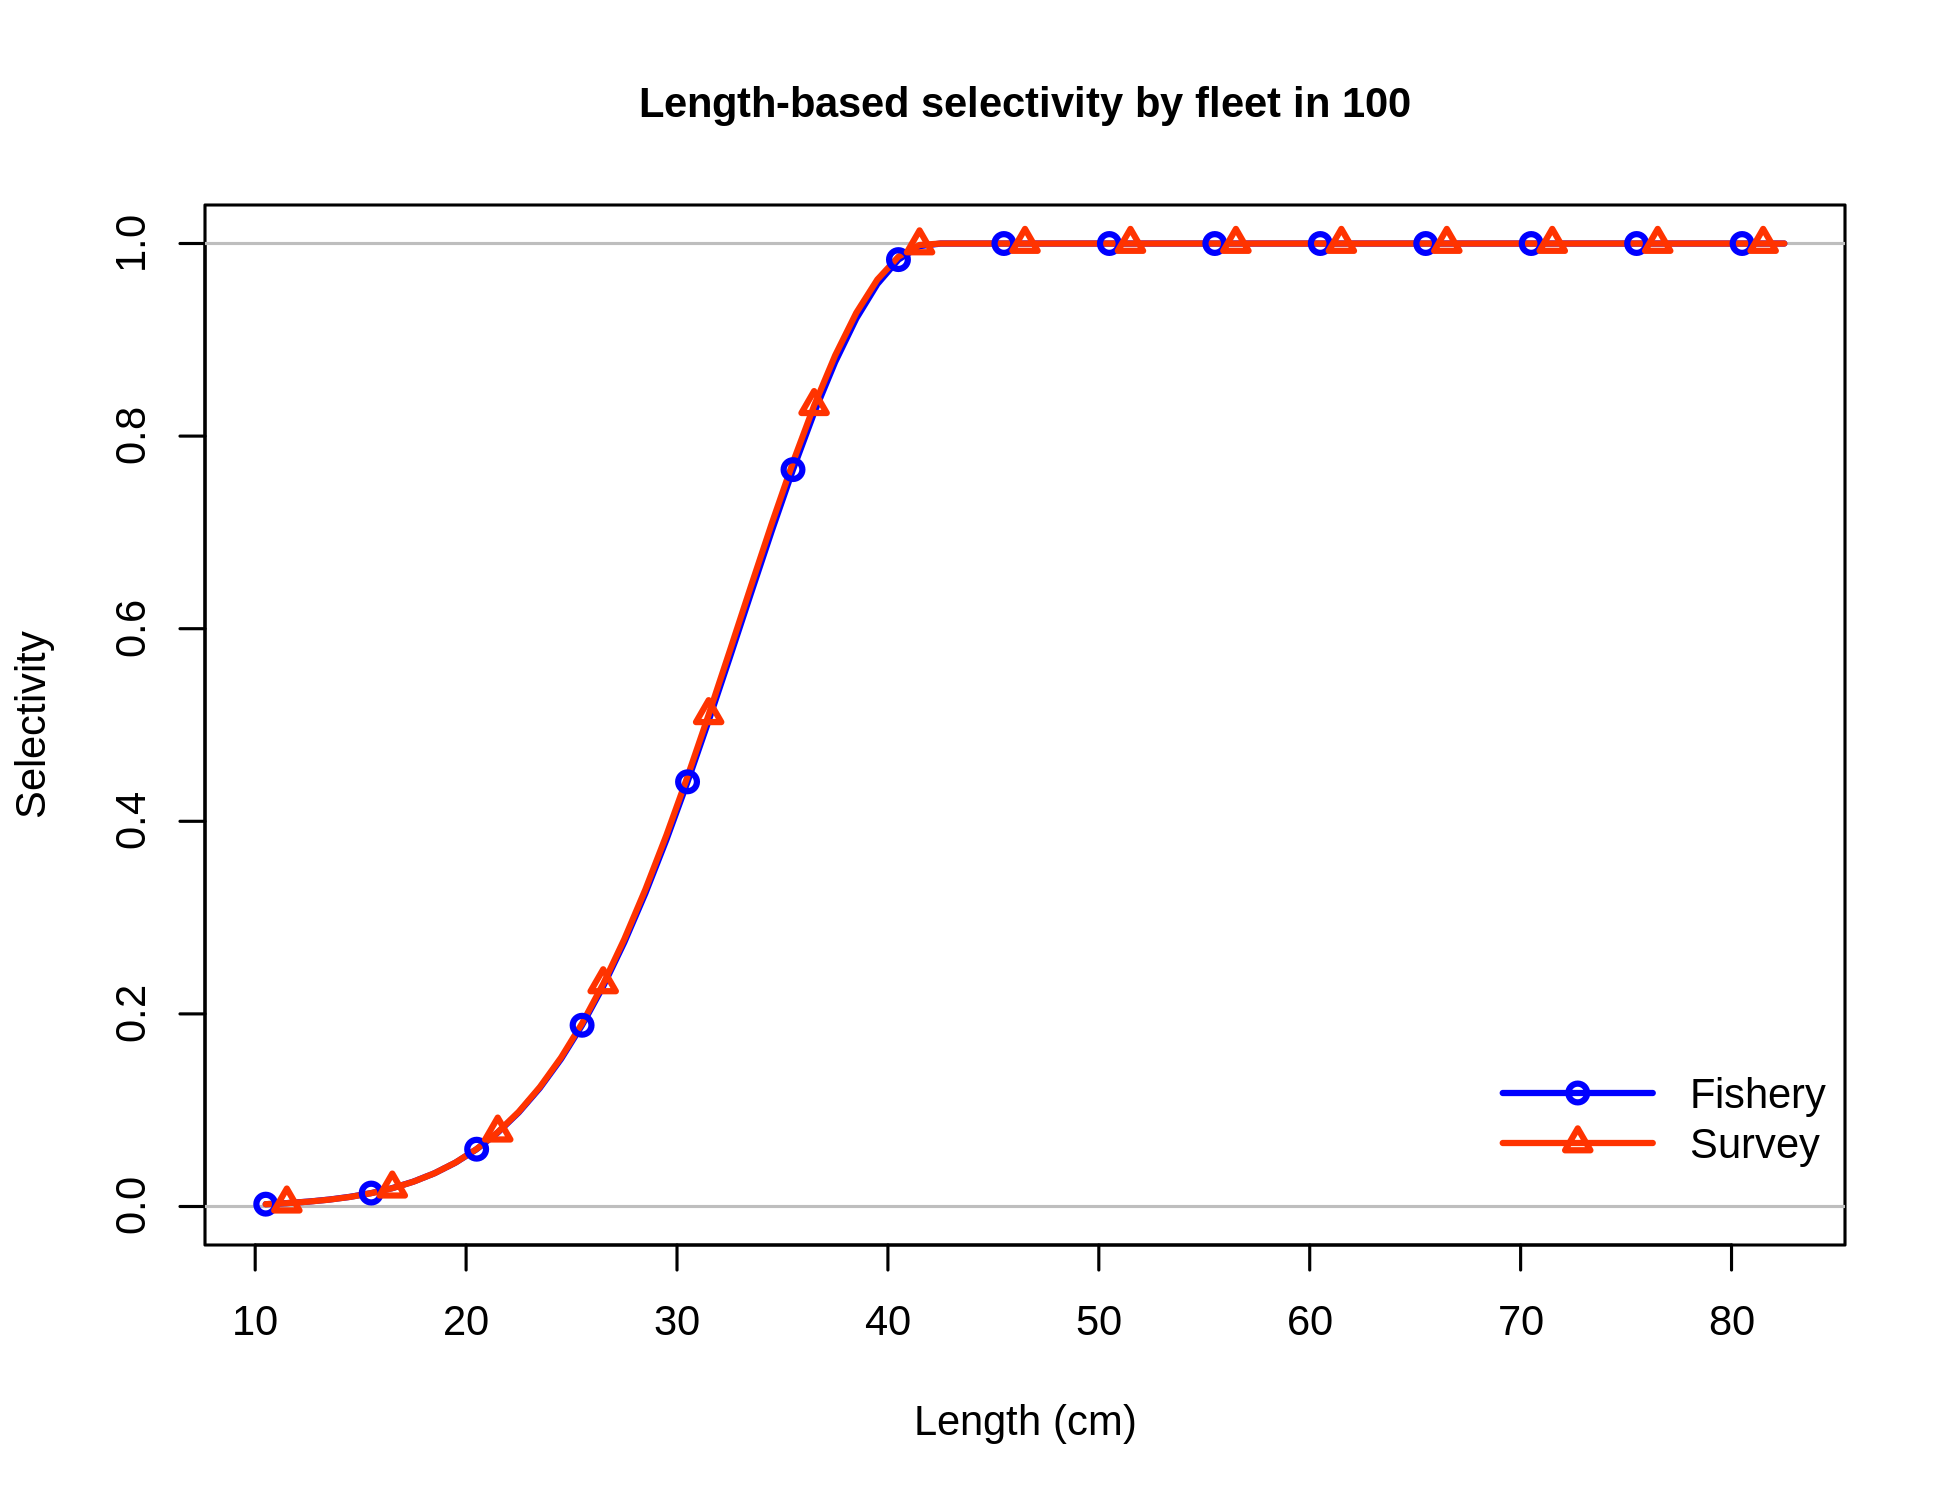 Length-based selectivity by fleet in 100
Selectivity
1.0
0.8
0.6
0.4
0.2
0.0
Fishery
Survey
10 20 30 40 50 60 70 80
Length (cm)